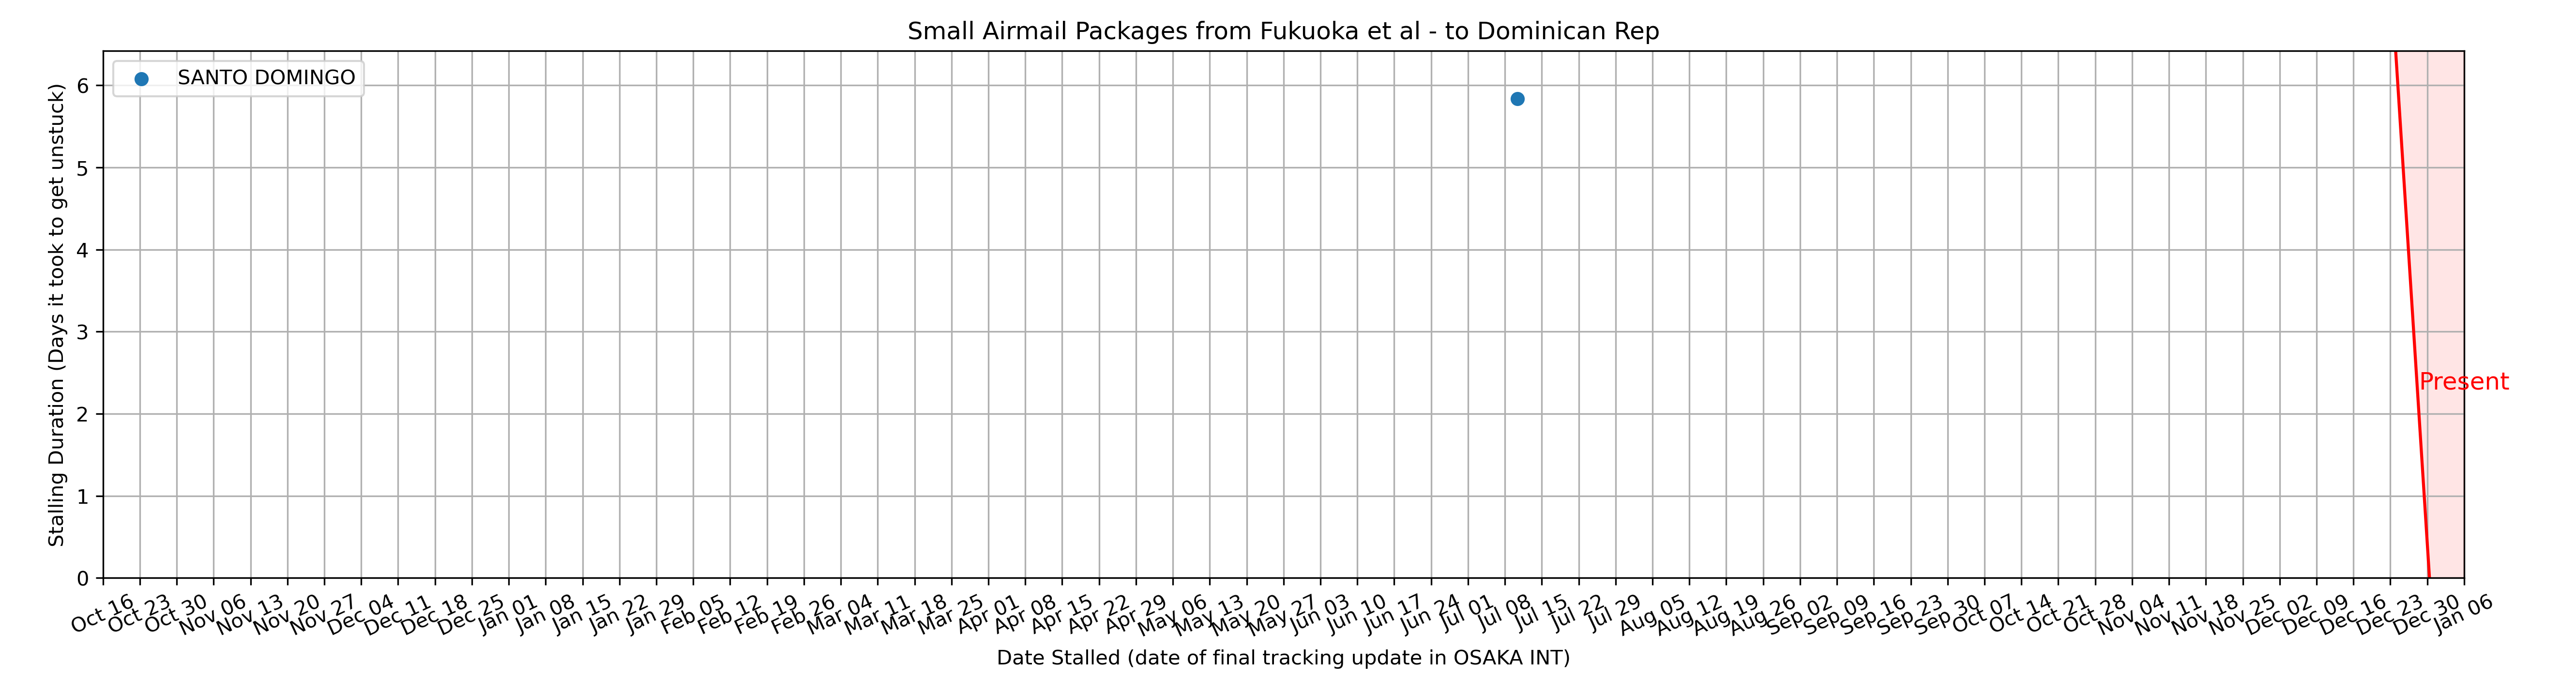 Small Airmail Packages from Fukuoka et al - to Dominican Rep
SANTO DOMINGO
6
5
4
3
2
1
0
Stalling Duration (Days it took to get unstuck)
Present
Oct 16
Oct 23
Oct 30
Nov 06
Nov 13
Nov 20
Nov 27
Dec 04
Dec 11
Dec 18
Dec 25
Jan 01
Jan 08
Jan 15
Jan 22
Jan 29
Feb 05
Feb 12
Feb 19
Feb 26
Mar 04
Mar 11
Mar 18
Mar 25
Apr 01
Apr 08
Apr 15
Apr 22
Apr 29
May 06
May 13
May 20
May 27
Jun 03
Jun 10
Jun 17
Jun 24
Jul 01
Jul 08
Jul 15
Jul 22
Jul 29
Aug 05
Aug 12
Aug 19
Aug 26
Sep 02
Sep 09
Sep 16
Sep 23
Sep 30
Oct 07
Oct 14
Oct 21
Oct 28
Nov 04
Nov 11
Nov 18
Nov 25
Dec 02
Dec 09
Dec 16
Dec 23
Dec 30
Jan 06
Date Stalled (date of final tracking update in OSAKA INT)